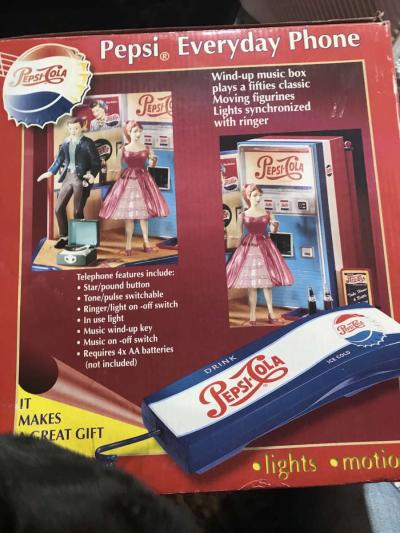 Pepsi® Everyday Phone
PEPSI-COLA
Wind-up music box
plays a fifties classic
Moving figurines
Lights synchronized
with ringer
PEPSI-COLA
PEPSI-COLA
Telephone features include:
• Star/pound button
• Tone/pulse switchable
• Ringer/light on -off switch
• In use light
• Music wind-up key
• Music on -off switch
• Requires 4x AA batteries
(not included)
IT
MAKES
A GREAT GIFT
DRINK
PEPSI-COLA
ICE COLD
PEPSI-COLA
• lights • motio